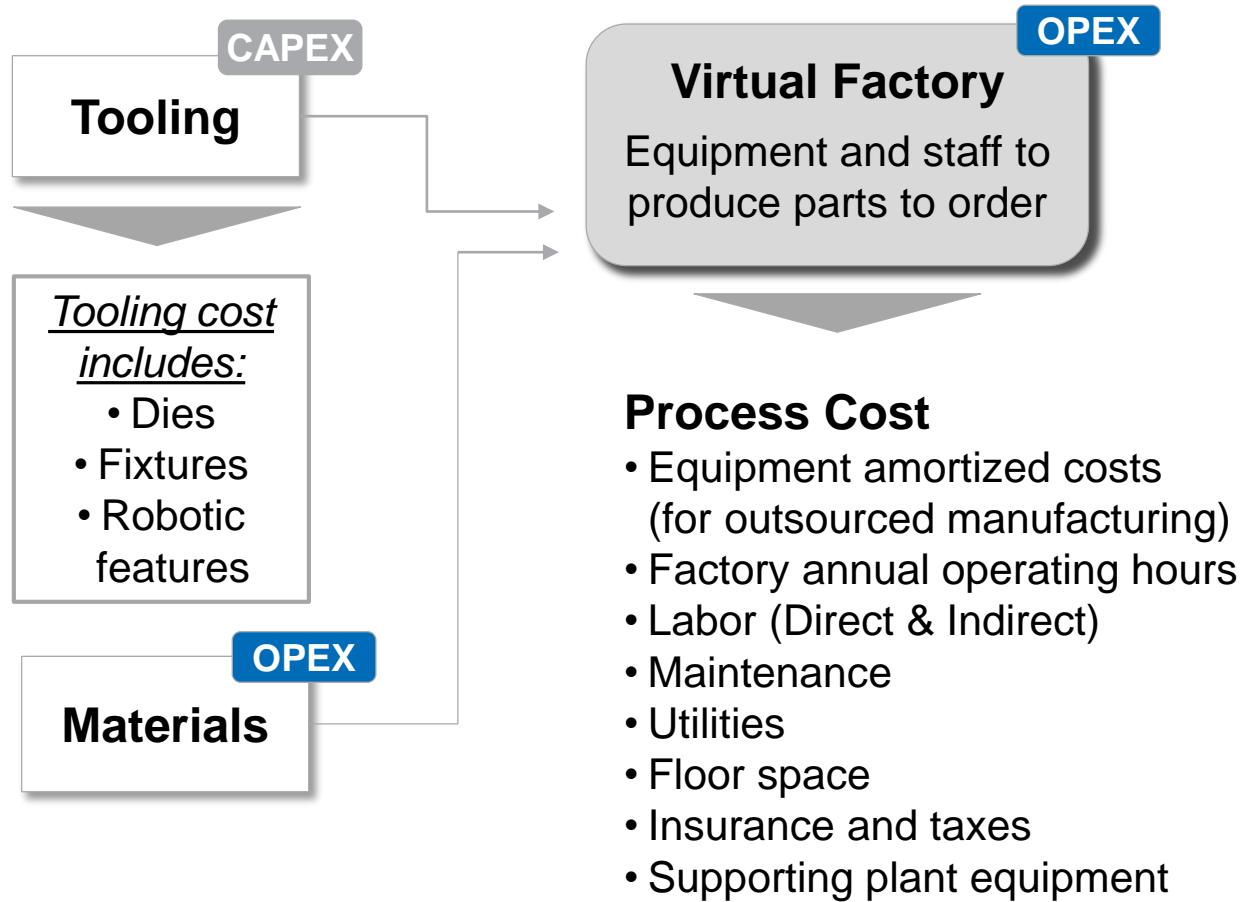 CAPEX
Tooling
Tooling cost
includes:
• Dies
• Fixtures
• Robotic
features
OPEX
Materials
OPEX
Virtual Factory
Equipment and staff to
produce parts to order
Process Cost
• Equipment amortized costs
(for outsourced manufacturing)
• Factory annual operating hours
• Labor (Direct & Indirect)
• Maintenance
• Utilities
• Floor space
• Insurance and taxes
• Supporting plant equipment